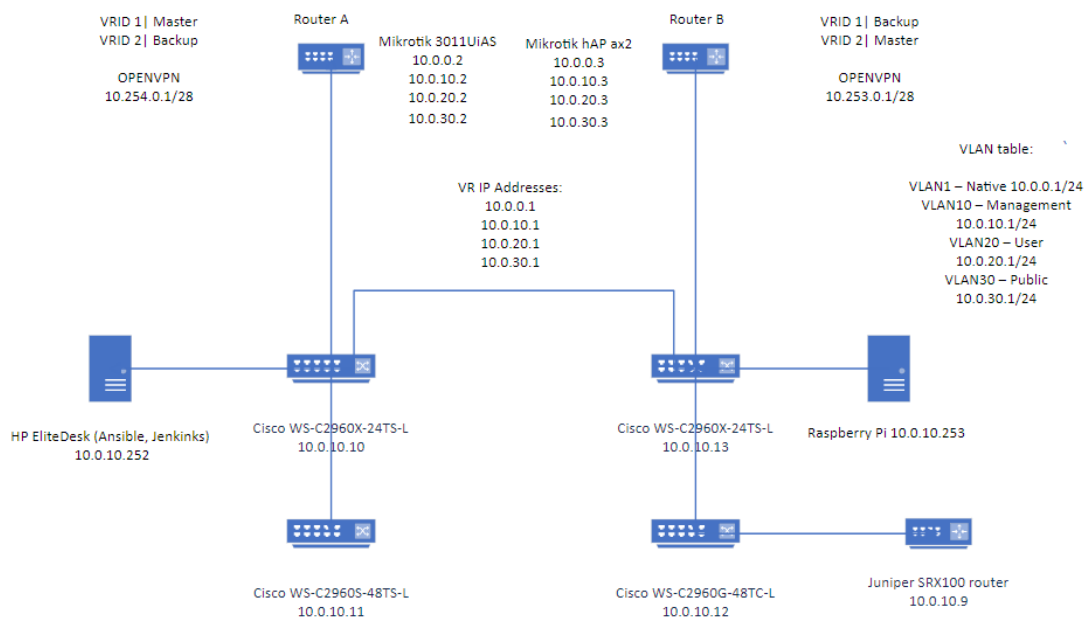 VRID 1| Master
VRID 2| Backup
OPENVPN
10.254.0.1/28
Router A
Mikrotik 3011UiAS
10.0.0.2
10.0.10.2
10.0.20.2
10.0.30.2
Mikrotik hAP ax2
10.0.0.3
10.0.10.3
10.0.20.3
10.0.30.3
Router B
VRID 1| Backup
VRID 2| Master
OPENVPN
10.253.0.1/28
VLAN table: `
VLAN1 – Native 10.0.0.1/24
VLAN10 – Management
10.0.10.1/24
VLAN20 – User
10.0.20.1/24
VLAN30 – Public
10.0.30.1/24
VR IP Addresses:
10.0.0.1
10.0.10.1
10.0.20.1
10.0.30.1
HP EliteDesk (Ansible, Jenkinks)
10.0.10.252
Cisco WS-C2960X-24TS-L
10.0.10.10
Cisco WS-C2960X-24TS-L
10.0.10.13
Raspberry Pi 10.0.10.253
Cisco WS-C2960S-48TS-L
10.0.10.11
Cisco WS-C2960G-48TC-L
10.0.10.12
Juniper SRX100 router
10.0.10.9